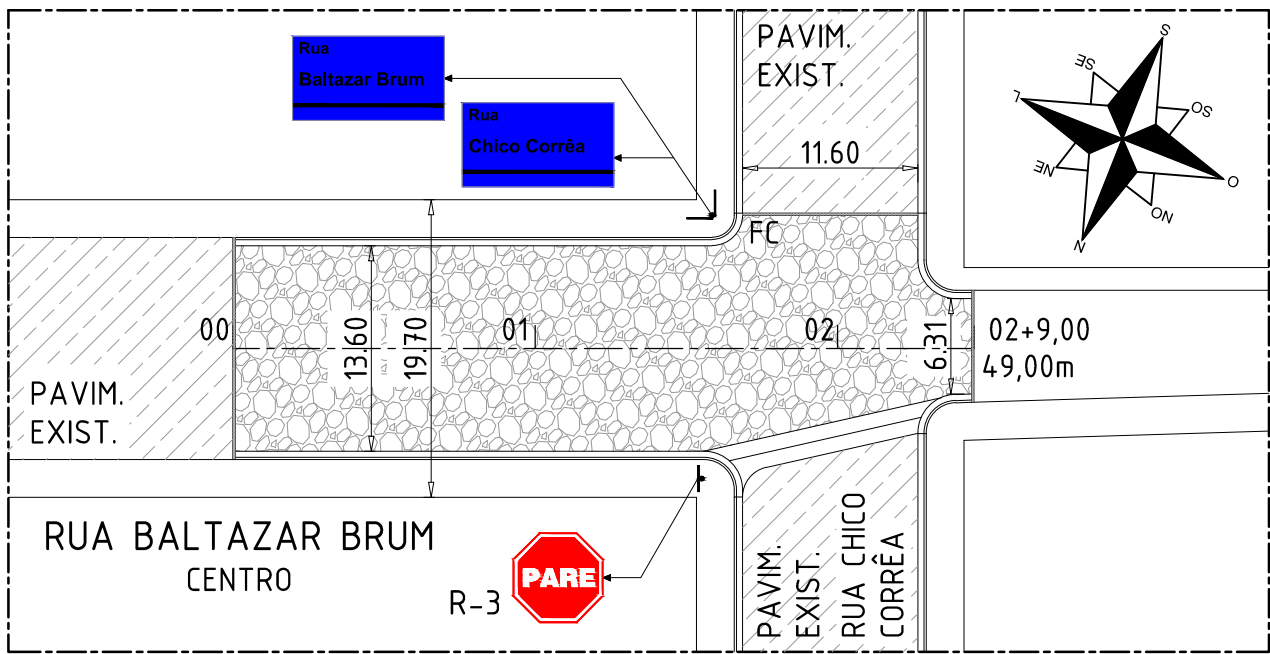 Rua
Baltazar Brum
Rua
Chico Corrêa
PAVIM.
EXIST.
11.60
S
SE
SO
L
O
NE
NO
N
FC
00
01
02
13.60
19.70
6.31
02+9,00
49,00m
PAVIM.
EXIST.
RUA BALTAZAR BRUM
CENTRO
R-3
PARE
PAVIM.
EXIST.
RUA CHICO
CORRÊA